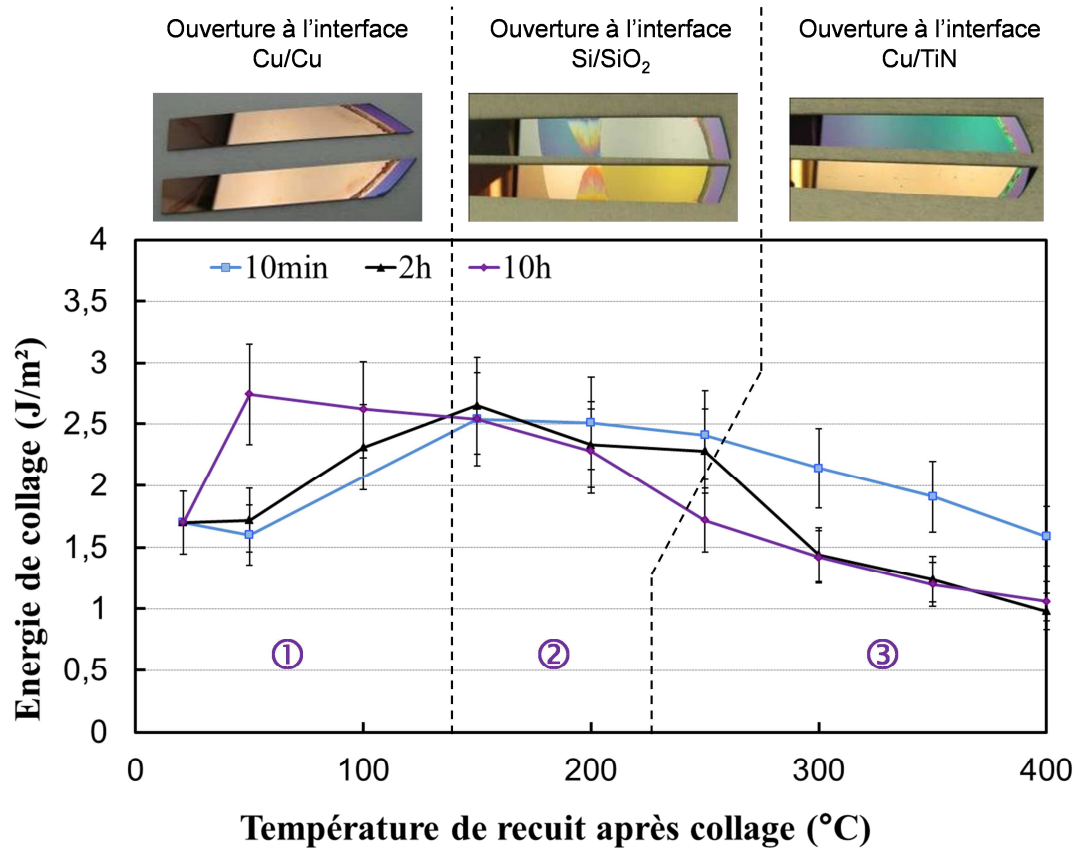 Ouverture à l’interface
Cu/Cu
Ouverture à l’interface
Si/SiO₂
Ouverture à l’interface
Cu/TiN
10min
2h
10h
4
3,5
3
2,5
2
1,5
1
0,5
0
Energie de collage (J/m²)
①
②
③
0
100
200
300
400
Température de recuit après collage (°C)